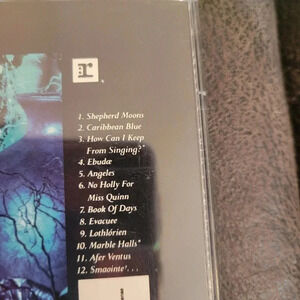 r
1. Shepherd Moons
2. Caribbean Blue
3. How Can I Keep
From Singing?*
4. Ebudæ
5. Angeles
6. No Holly For
Miss Quinn
7. Book Of Days
8. Evacuee
9. Lothlórien
10. Marble Halls*
11. Afer Ventus
12. Smaointe . . .